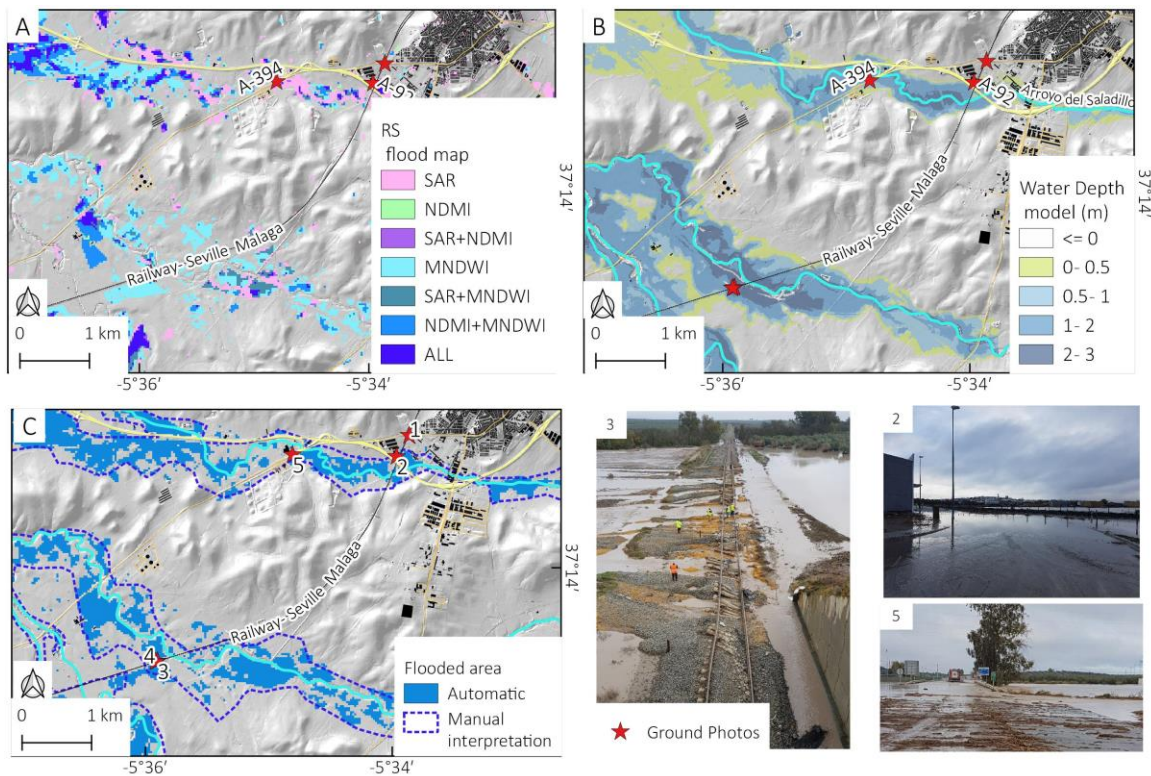 A
A-394
A-92
RS
flood map
SAR
NDMI
SAR+NDMI
MNDWI
SAR+MNDWI
NDMI+MNDWI
ALL
Railway-Seville-Malaga
0 1 km
-5°36′ -5°34′
37°14′
B
A-394
A-92
Arroyo del Saladillo
Railway-Seville-Malaga
Water Depth
model (m)
<= 0
0- 0.5
0.5- 1
1- 2
2- 3
0 1 km
-5°36′ -5°34′
37°14′
C
1
2
5
4
3
Railway-Seville-Malaga
Flooded area
Automatic
Manual
interpretation
0 1 km
-5°36′ -5°34′
37°14′
3
2
5
Ground Photos